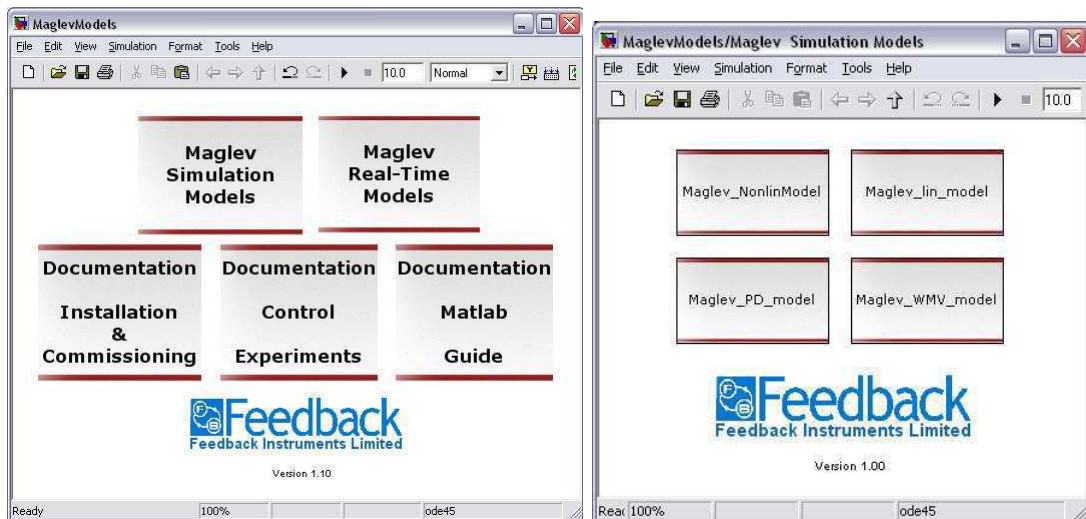 MaglevModels
File Edit View Simulation Format Tools Help
10.0 Normal
Maglev
Simulation
Models
Maglev
Real-Time
Models
Documentation
Installation
&
Commissioning
Documentation
Control
Experiments
Documentation
Matlab
Guide
Feedback
Feedback Instruments Limited
Version 1.10
Ready 100% ode45
MaglevModels/Maglev Simulation Models
File Edit View Simulation Format Tools Help
10.0
Maglev_NonlinModel
Maglev_lin_model
Maglev_PD_model
Maglev_WMV_model
Feedback
Feedback Instruments Limited
Version 1.00
Reac 100% ode45